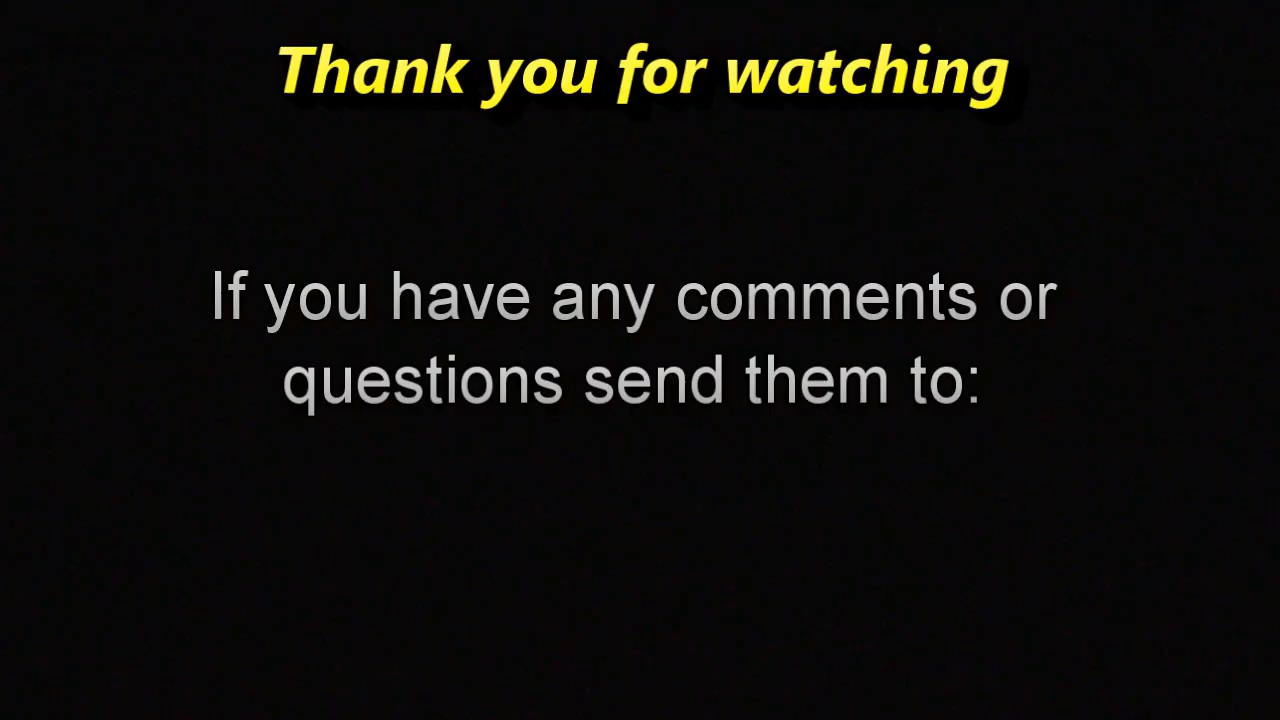 Thank you for watching
If you have any comments or
questions send them to: